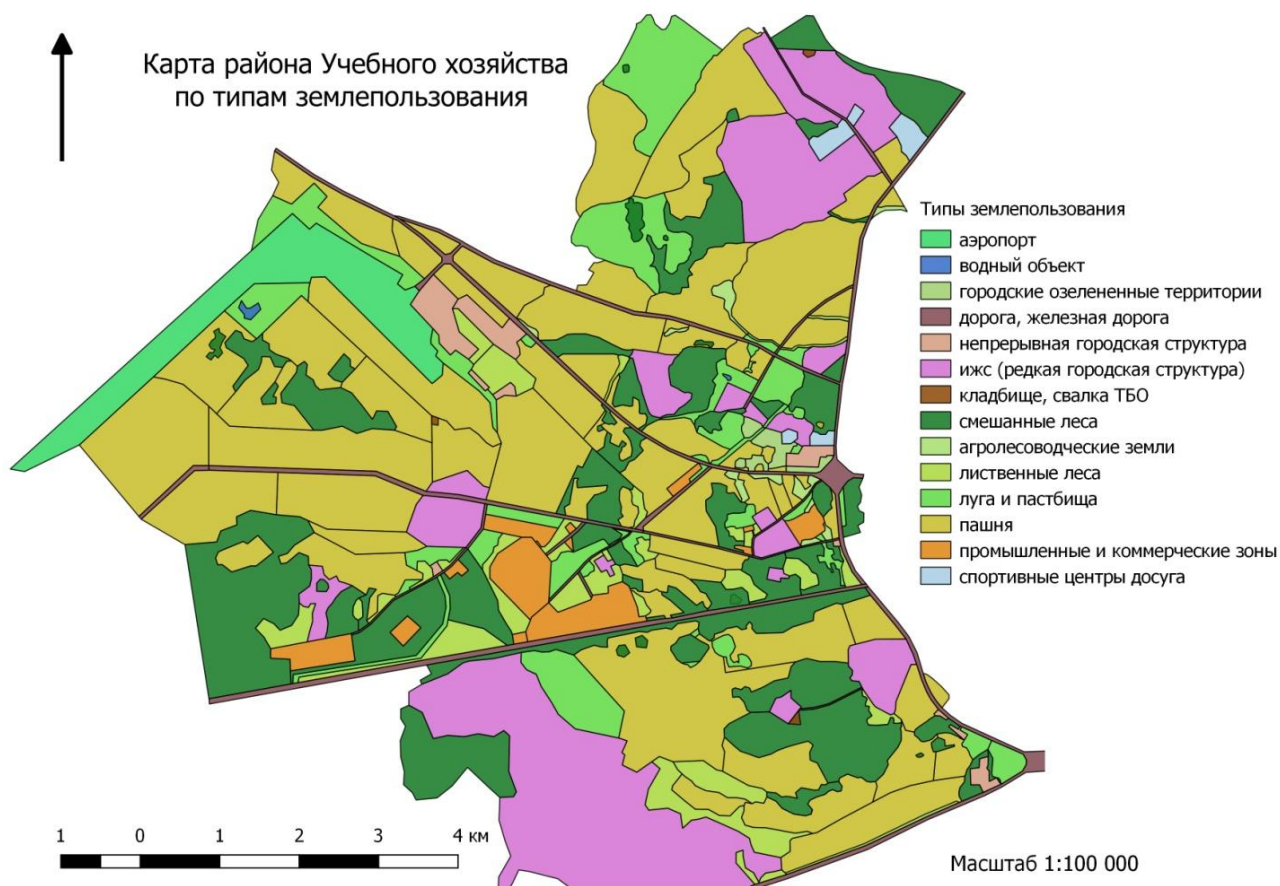 Карта района Учебного хозяйства
по типам землепользования
Типы землепользования
аэропорт
водный объект
городские озелененные территории
дорога, железная дорога
непрерывная городская структура
ижс (редкая городская структура)
кладбище, свалка ТБО
смешанные леса
агролесоводческие земли
лиственные леса
луга и пастбища
пашня
промышленные и коммерческие зоны
спортивные центры досуга
1 0 1 2 3 4 км
Масштаб 1:100 000